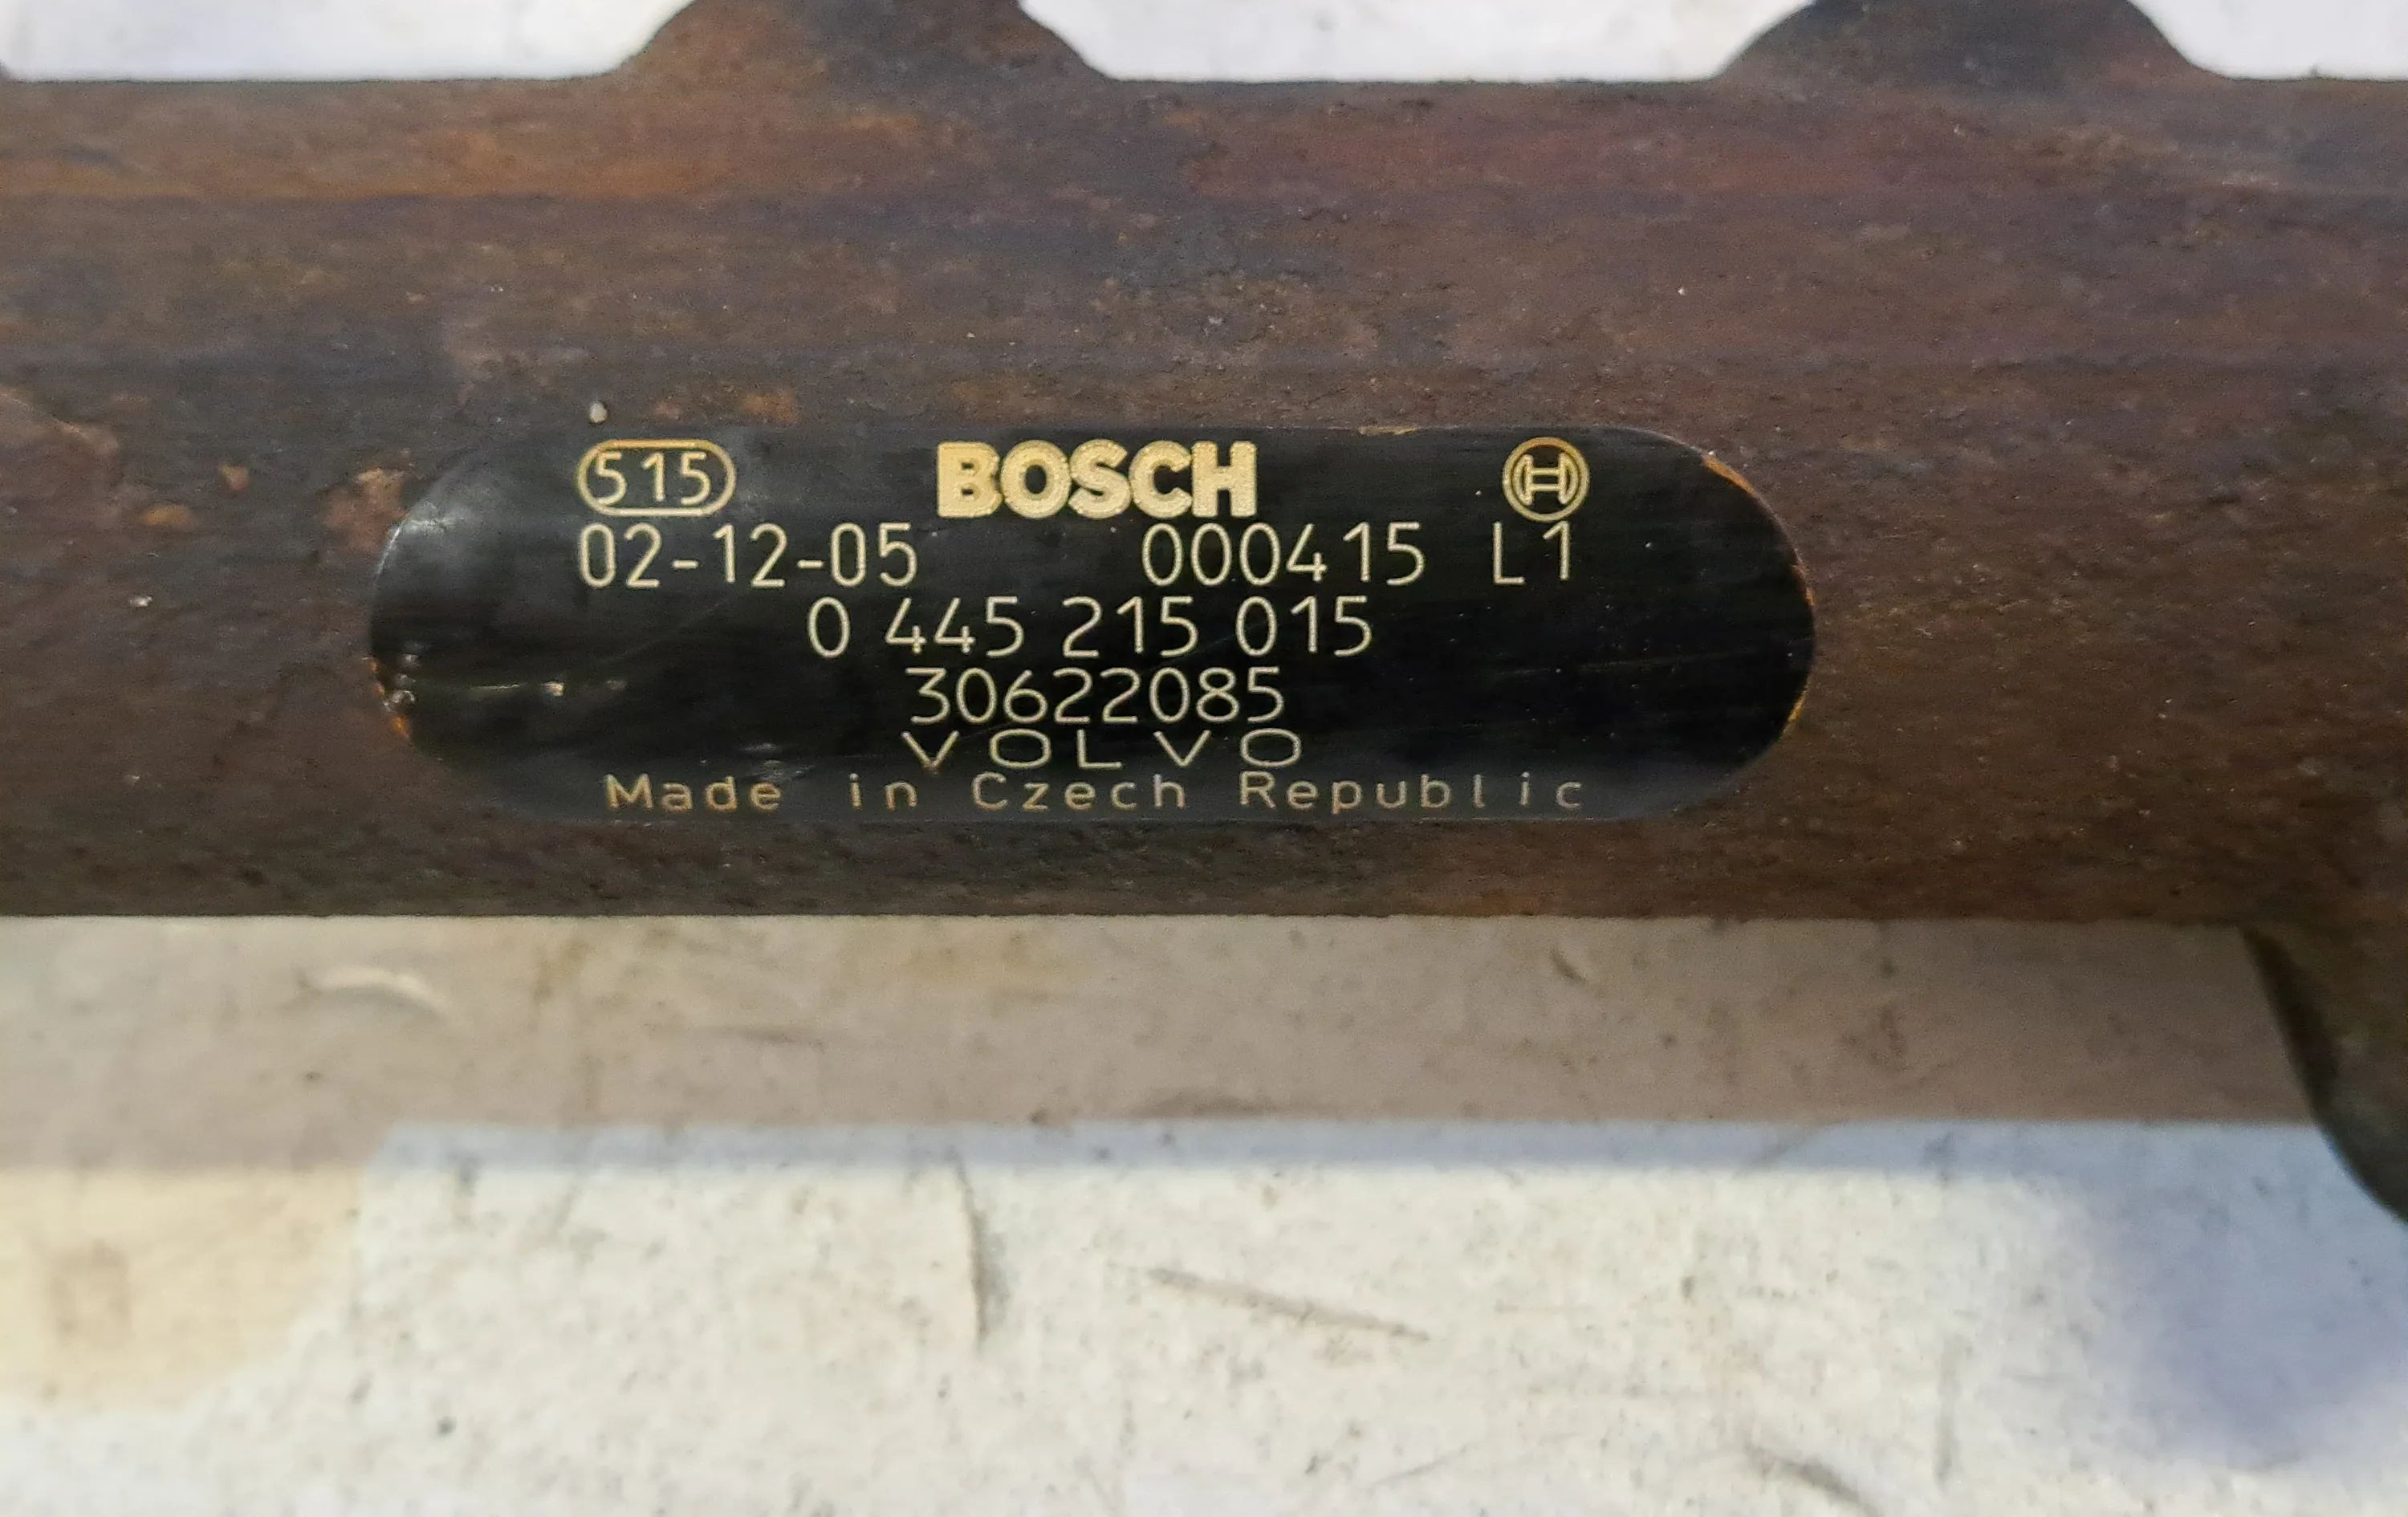 515 BOSCH
02-12-05 000415 L1
0 445 215 015
30622085
VOLVO
Made in Czech Republic